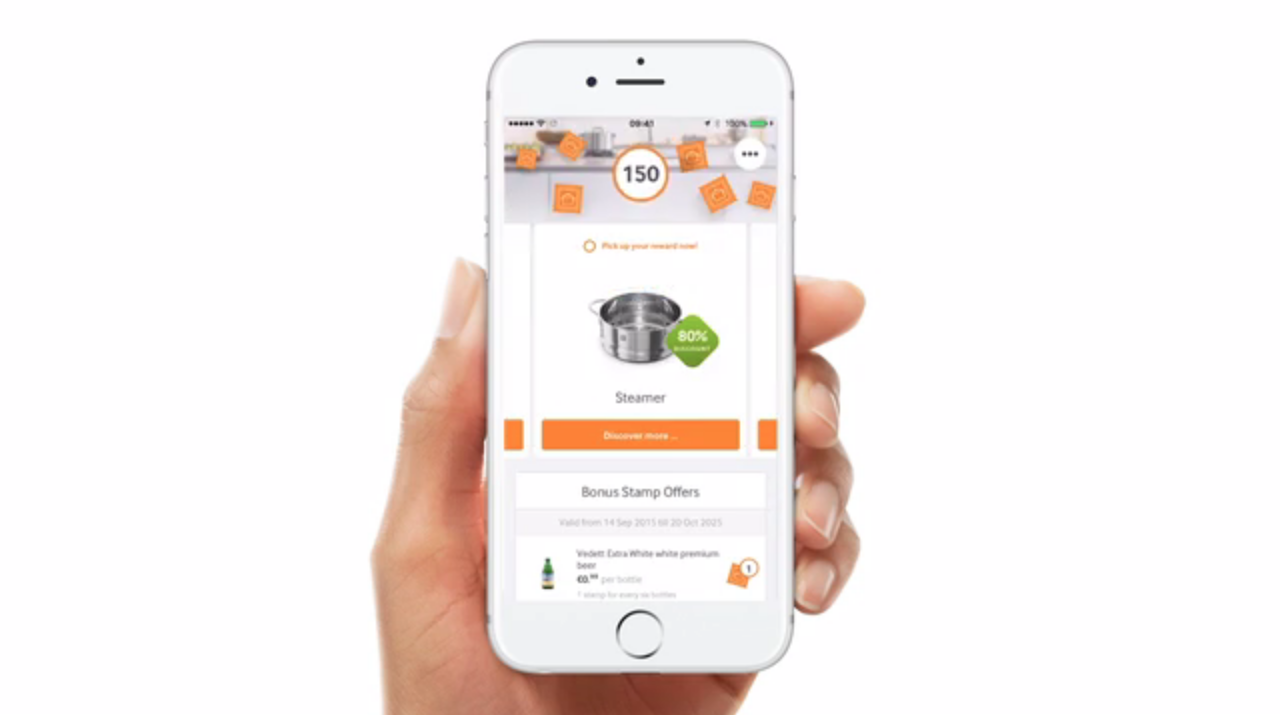 09:41
100%
150
Pick up your reward now!
80%
DISCOUNT
Steamer
Discover more ...
Bonus Stamp Offers
Valid from 14 Sep 2015 till 20 Oct 2025
Vedett Extra White white premium
beer
€0.⁹⁹ per bottle
1
1 stamp for every six bottles